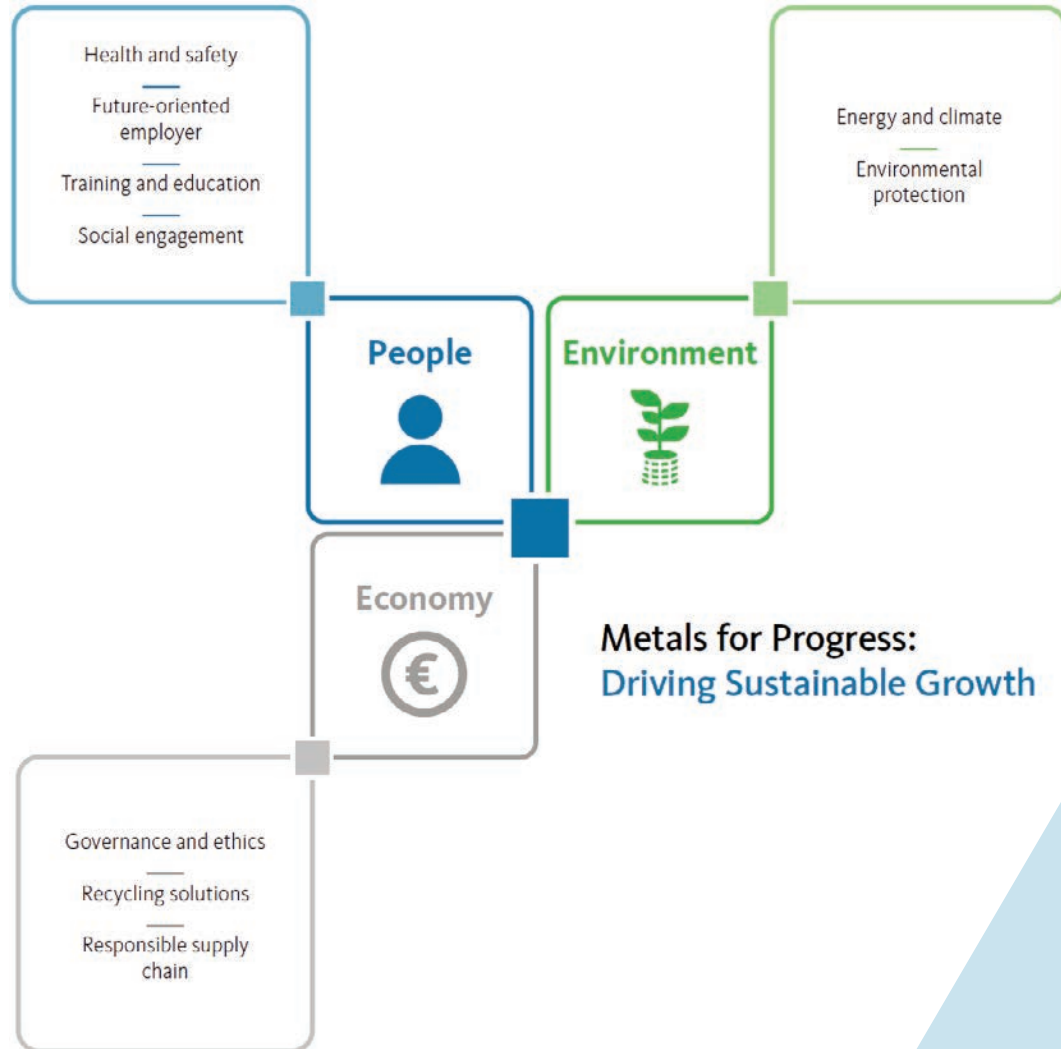 Health and safety
Future-oriented
employer
Training and education
Social engagement
Energy and climate
Environmental
protection
People
Environment
Economy
€
Metals for Progress:
Driving Sustainable Growth
Governance and ethics
Recycling solutions
Responsible supply
chain